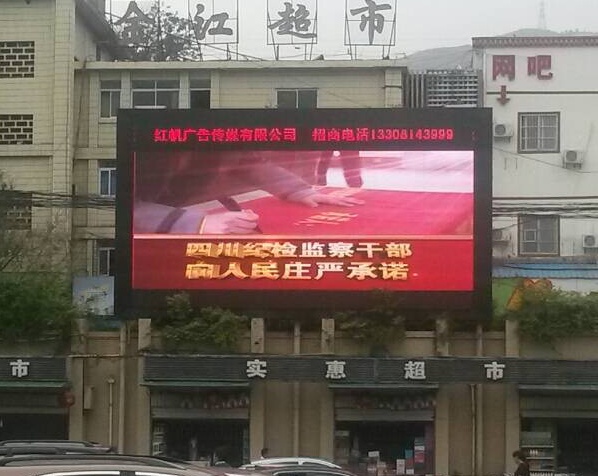 金江超市
网吧
红帆广告传媒有限公司 招商电话13308143999
四川纪检监察干部
向人民庄严承诺
市 实惠超市